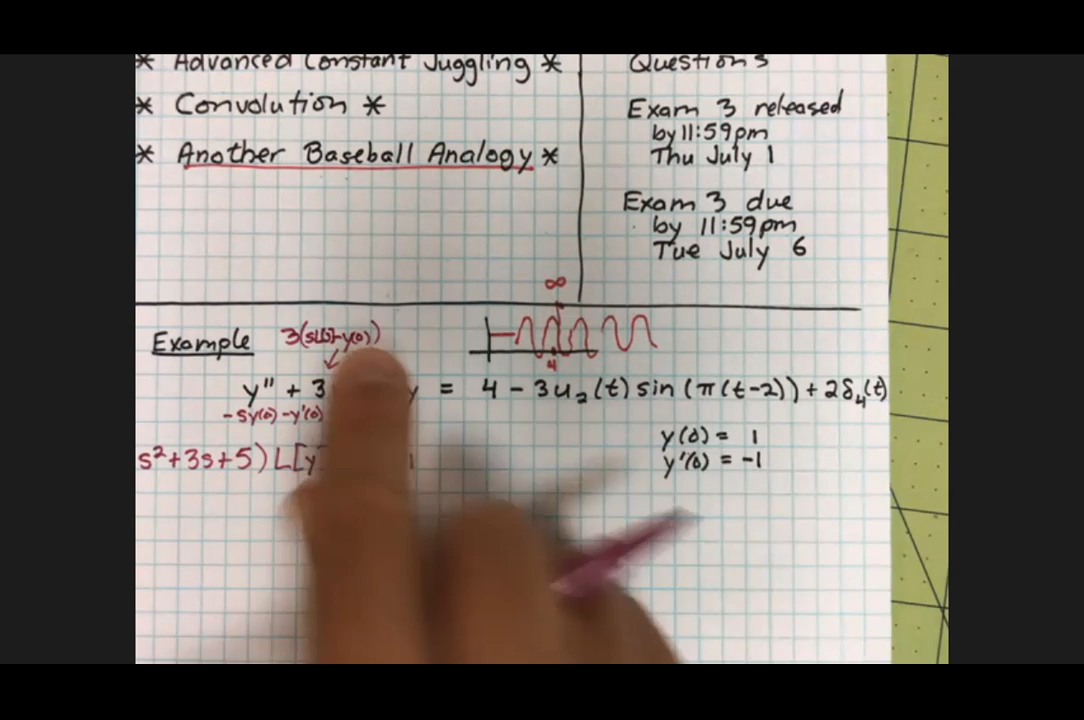 * Advanced Constant Juggling *
* Convolution *
* Another Baseball Analogy *
Questions
Exam 3 released
by 11:59pm
Thu July 1
Exam 3 due
by 11:59pm
Tue July 6
∞
4
Example 3(sL[]-y(0))
y'' + 3 y = 4 - 3u₂(t) sin(π(t-2)) + 2δ₄(t)
-sy(0) -y'(0)
y(0) = 1
y'(0) = -1
s²+3s+5) L[y